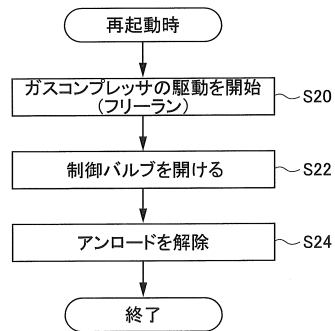 再起動時
ガスコンプレッサの駆動を開始
(フリーラン)
S20
制御バルブを開ける
S22
アンロードを解除
S24
終了